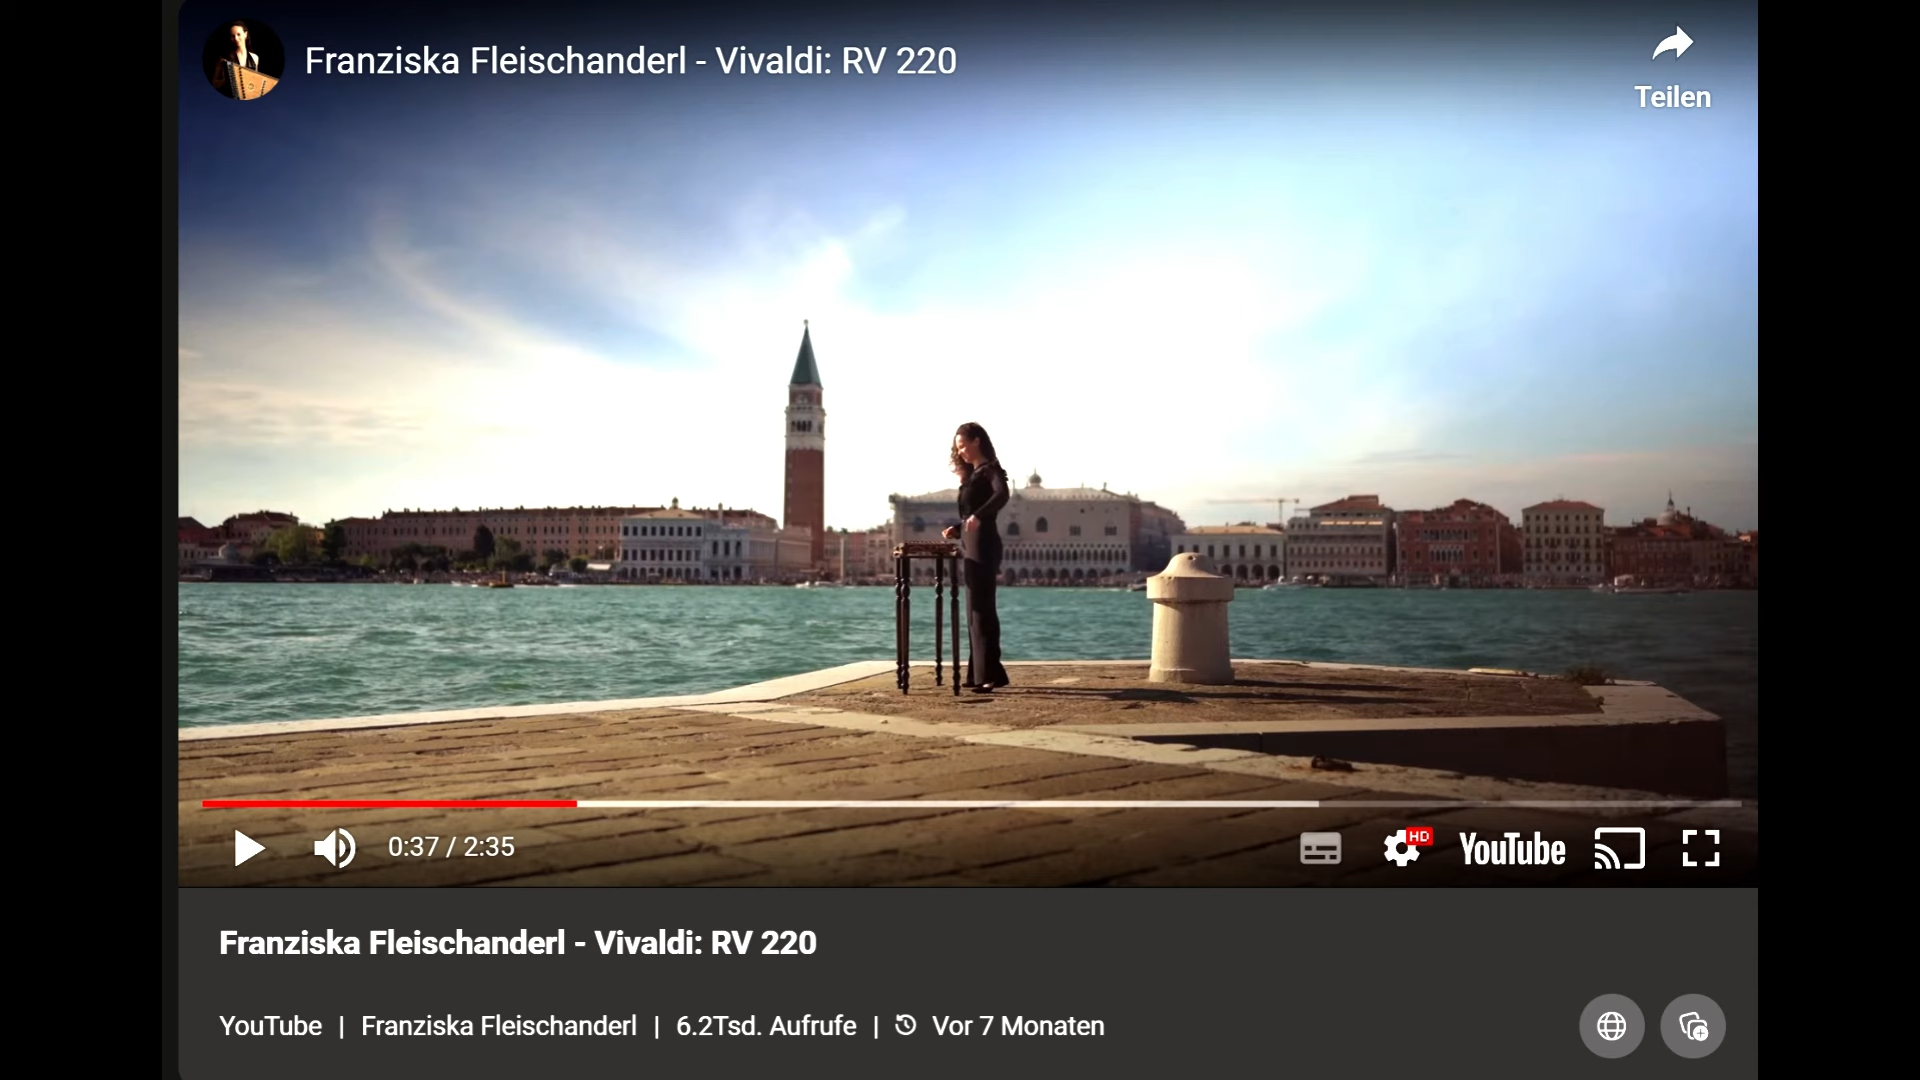 Franziska Fleischanderl - Vivaldi: RV 220
Teilen
0:37 / 2:35
HD
YouTube
Franziska Fleischanderl - Vivaldi: RV 220
YouTube | Franziska Fleischanderl | 6.2Tsd. Aufrufe | Vor 7 Monaten